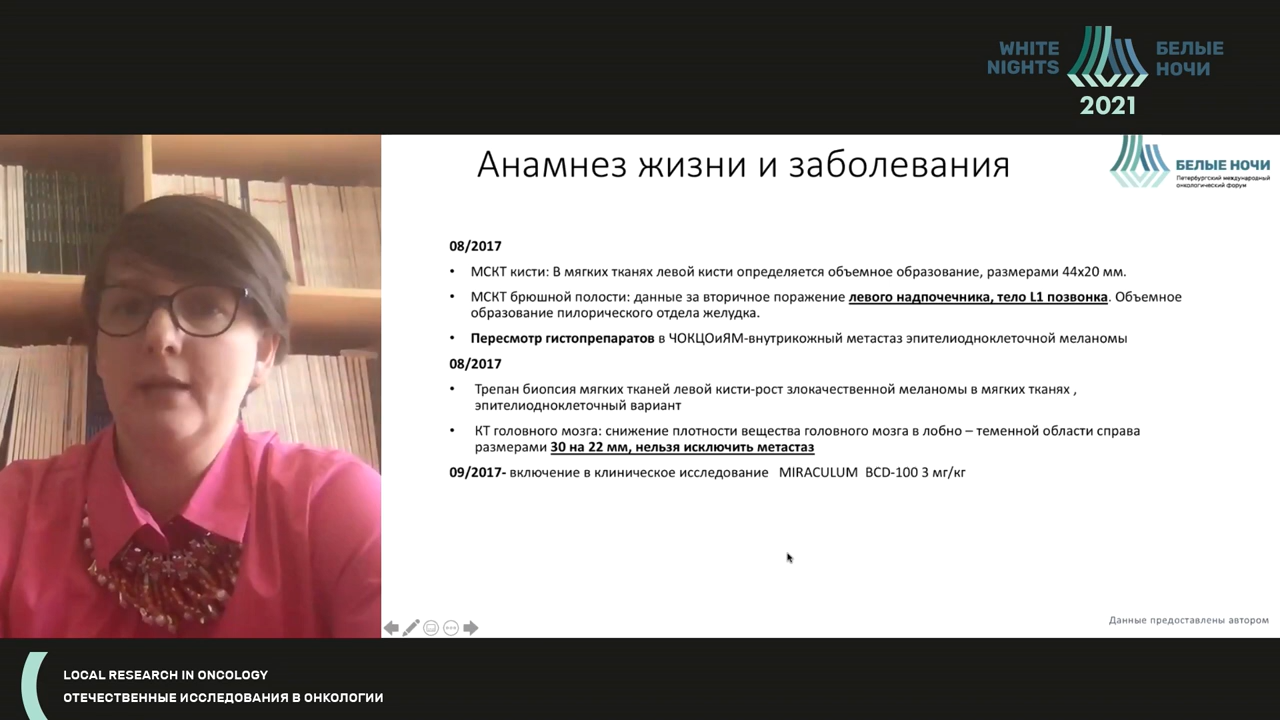 WHITE NIGHTS
БЕЛЫЕ НОЧИ
2021
Анамнез жизни и заболевания
БЕЛЫЕ НОЧИ
Петербургский международный
онкологический форум
08/2017
• МСКТ кисти: В мягких тканях левой кисти определяется объемное образование, размерами 44х20 мм.
• МСКТ брюшной полости: данные за вторичное поражение левого надпочечника, тело L1 позвонка. Объемное
образование пилорического отдела желудка.
• Пересмотр гистопрепаратов в ЧОКЦОиЯМ-внутрикожный метастаз эпителиодноклеточной меланомы
08/2017
• Трепан биопсия мягких тканей левой кисти-рост злокачественной меланомы в мягких тканях ,
эпителиодноклеточный вариант
• КТ головного мозга: снижение плотности вещества головного мозга в лобно – теменной области справа
размерами 30 на 22 мм, нельзя исключить метастаз
09/2017- включение в клиническое исследование MIRACULUM BCD-100 3 мг/кг
Данные предоставлены автором
LOCAL RESEARCH IN ONCOLOGY
ОТЕЧЕСТВЕННЫЕ ИССЛЕДОВАНИЯ В ОНКОЛОГИИ